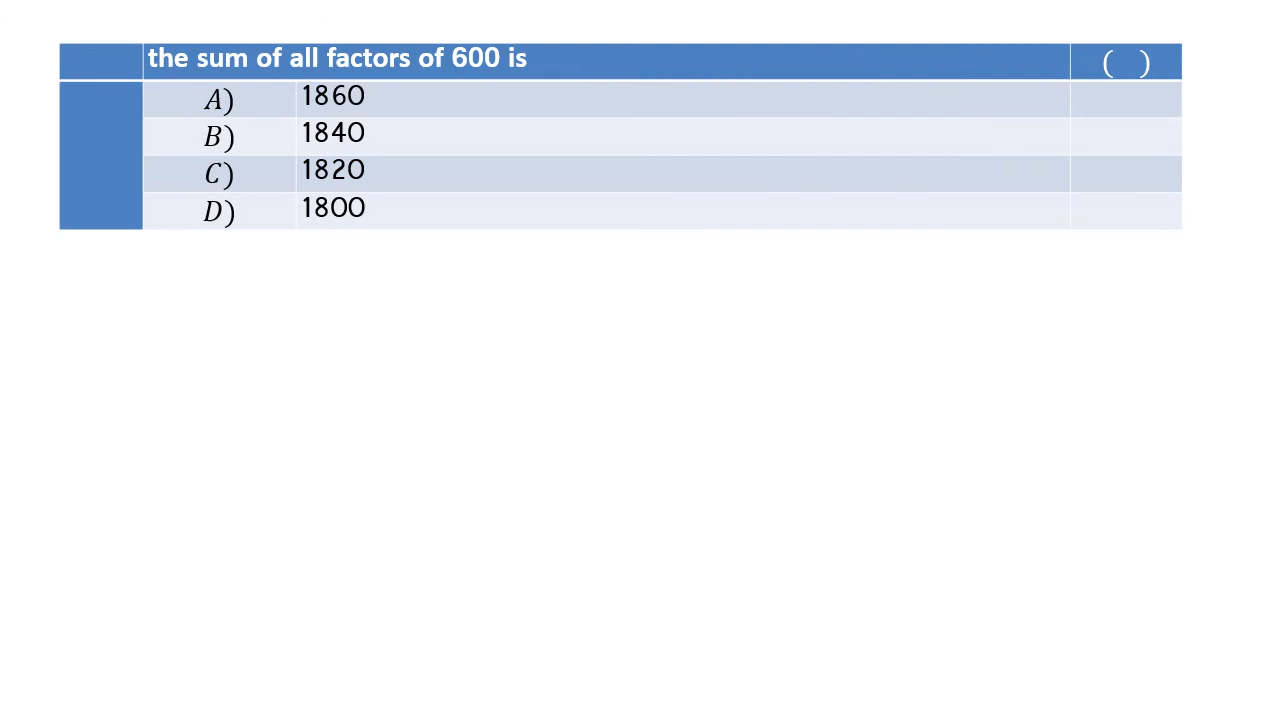 the sum of all factors of 600 is ( )
A) 1860
B) 1840
C) 1820
D) 1800